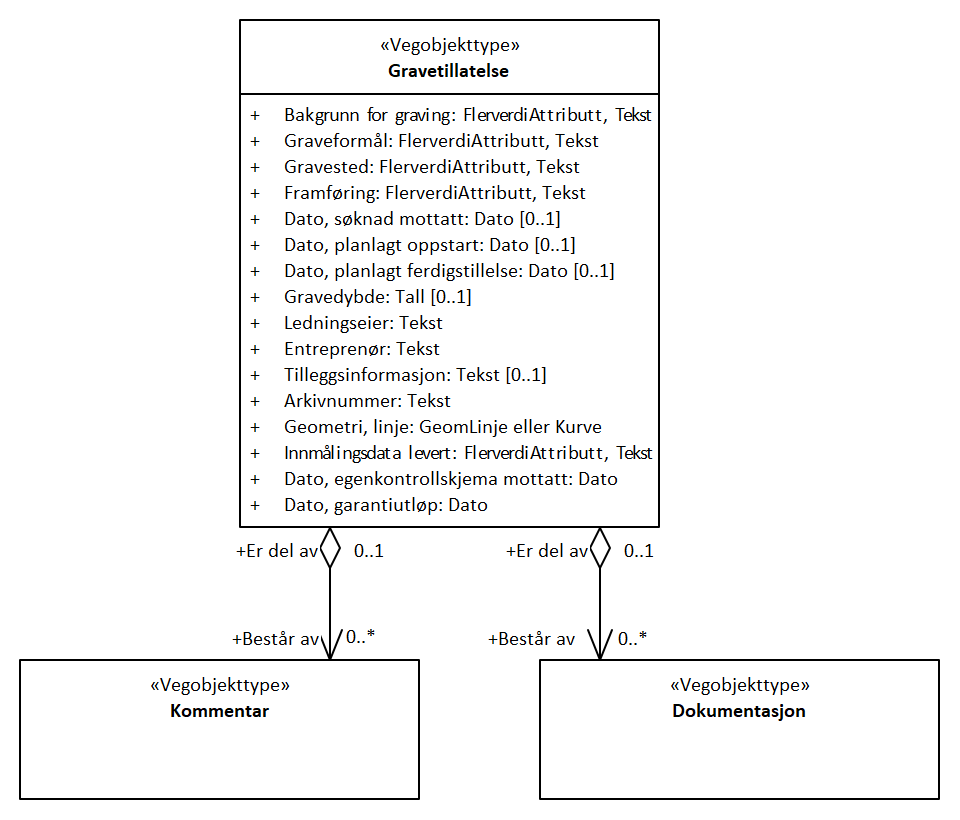 «Vegobjekttype»
Gravetillatelse
+ Bakgrunn for graving: FlerverdiAttributt, Tekst
+ Graveformål: FlerverdiAttributt, Tekst
+ Gravested: FlerverdiAttributt, Tekst
+ Framføring: FlerverdiAttributt, Tekst
+ Dato, søknad mottatt: Dato [0..1]
+ Dato, planlagt oppstart: Dato [0..1]
+ Dato, planlagt ferdigstillelse: Dato [0..1]
+ Gravedybde: Tall [0..1]
+ Ledningseier: Tekst
+ Entreprenør: Tekst
+ Tilleggsinformasjon: Tekst [0..1]
+ Arkivnummer: Tekst
+ Geometri, linje: GeomLinje eller Kurve
+ Innmålingsdata levert: FlerverdiAttributt, Tekst
+ Dato, egenkontrollskjema mottatt: Dato
+ Dato, garantiutløp: Dato
+Er del av 0..1
+Er del av 0..1
+Består av 0..*
+Består av 0..*
«Vegobjekttype»
Kommentar
«Vegobjekttype»
Dokumentasjon